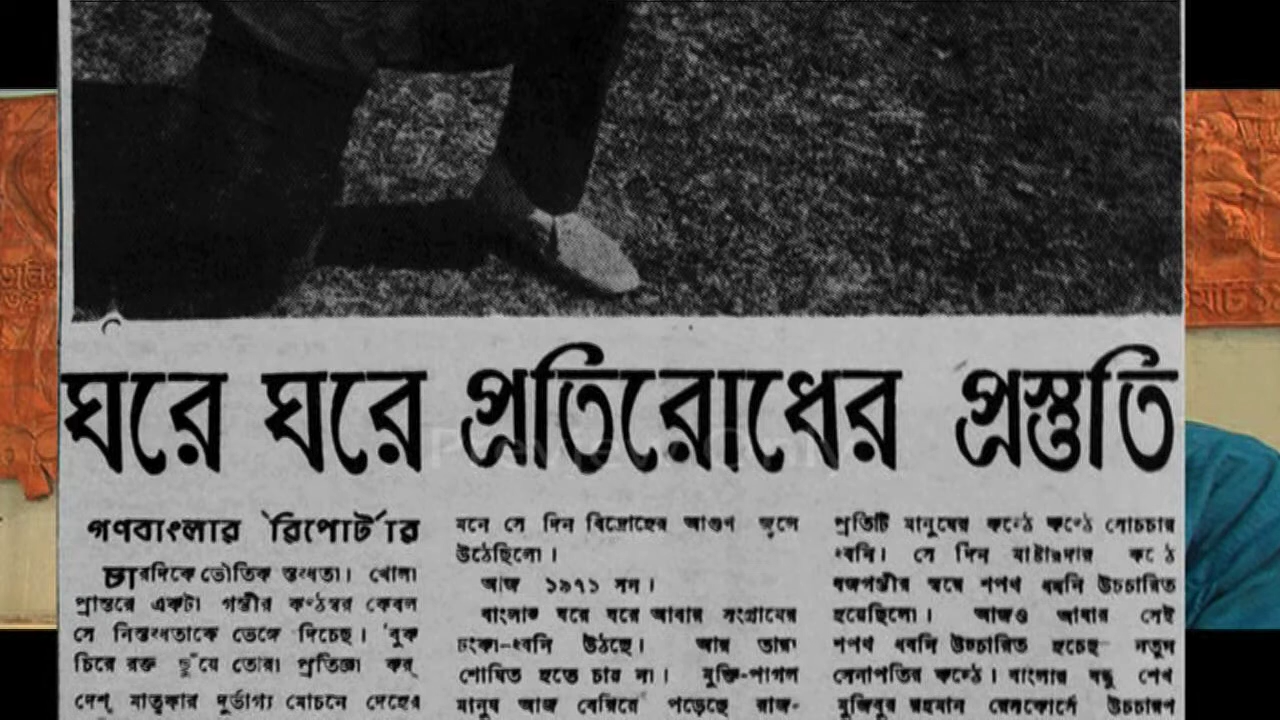 ঘরে ঘরে প্রতিরোধের প্রস্তুতি
গণবাংলার রিপোর্টার
চারদিকে ভৌতিক স্তব্ধতা। খোলা
প্রান্তরে একটা গম্ভীর কণ্ঠস্বর কেবল
সে নিস্তব্ধতাকে ভেঙ্গে দিচ্ছে। 'বুক
চিরে রক্ত ছুঁয়ে তোরা প্রতিজ্ঞা কর্
দেশ মাতৃকার দুর্ভাগ্য মোচনে দেহের
মনে সে দিন বিদ্রোহের আগুণ জ্বলে
উঠেছিলো।
আজ ১৯৭১ সন।
বাংলার ঘরে ঘরে আবার সংগ্রামের
ডংকা-ধ্বনি উঠছে। আর তারা
শোষিত হতে চায় না। মুক্তি-পাগল
মানুষ আজ বেরিয়ে পড়েছে রাজ-
প্রতিটি মানুষের কণ্ঠে কণ্ঠে সোচ্চার
ধ্বনি। সে দিন মাষ্টারদার কণ্ঠে
বজ্রগম্ভীর স্বরে শপথ ধ্বনি উচ্চারিত
হয়েছিলো। আজও আবার সেই
শপথ ধ্বনি উচ্চারিত হচ্ছে নতুন
সেনাপতির কণ্ঠে। বাংলার বন্ধু শেখ
মুজিবুর রহমান রেসকোর্সে উচ্চারণ